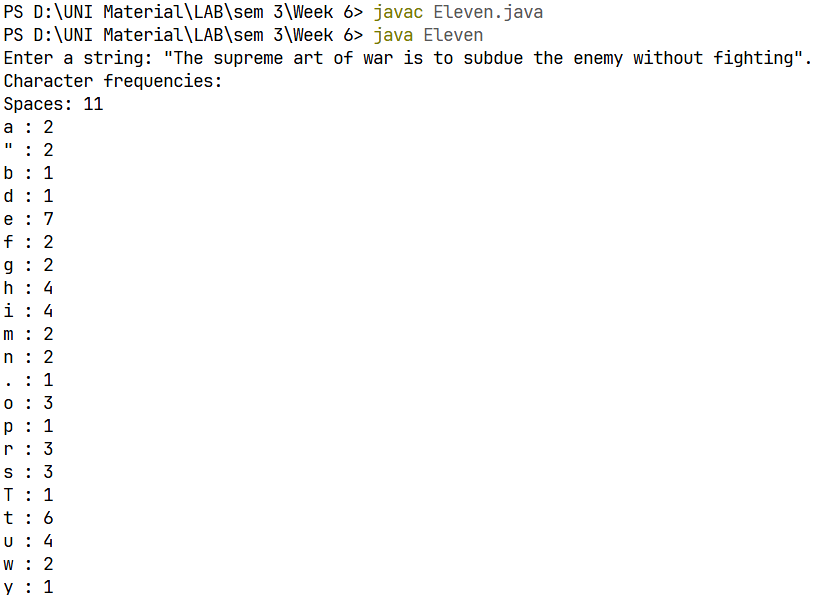 PS D:\UNI Material\LAB\sem 3\Week 6> javac Eleven.java
PS D:\UNI Material\LAB\sem 3\Week 6> java Eleven
Enter a string: "The supreme art of war is to subdue the enemy without fighting".
Character frequencies:
Spaces: 11
a : 2
" : 2
b : 1
d : 1
e : 7
f : 2
g : 2
h : 4
i : 4
m : 2
n : 2
. : 1
o : 3
p : 1
r : 3
s : 3
T : 1
t : 6
u : 4
w : 2
y : 1